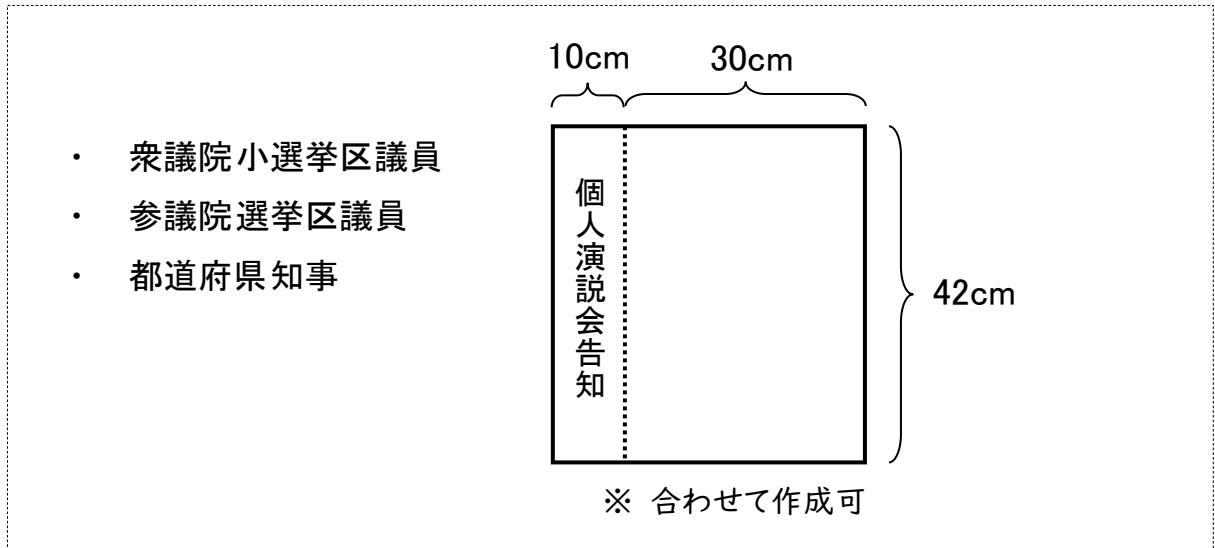 10cm 30cm
・ 衆議院小選挙区議員
・ 参議院選挙区議員
・ 都道府県知事
個人演説会告知
42cm
※ 合わせて作成可